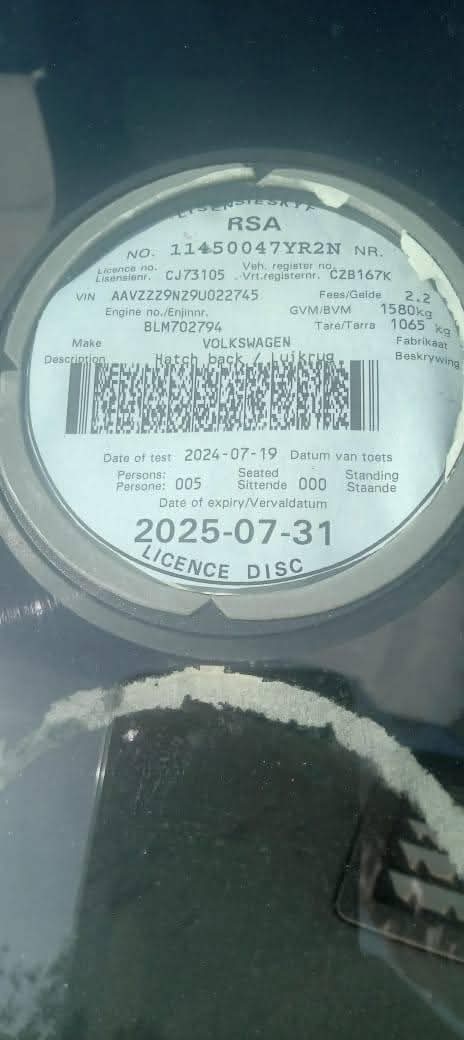 LISENSIESKYF
RSA
NO. 11450047YR2N NR.
Licence no. Veh. register no.
Lisensienr. CJ73105 Vrt.registernr. CZB167K
VIN AAVZZZ9NZ9U022745 Fees/Gelde 2.2
Engine no./Enjinnr. GVM/BVM 1580kg
BLM702794 Tare/Tarra 1065 kg
Make VOLKSWAGEN Fabrikaat
Description Hatch back / Luikrug Beskrywing
Date of test 2024-07-19 Datum van toets
Persons: Seated Standing
Persone: 005 Sittende 000 Staande
Date of expiry/Vervaldatum
2025-07-31
LICENCE DISC